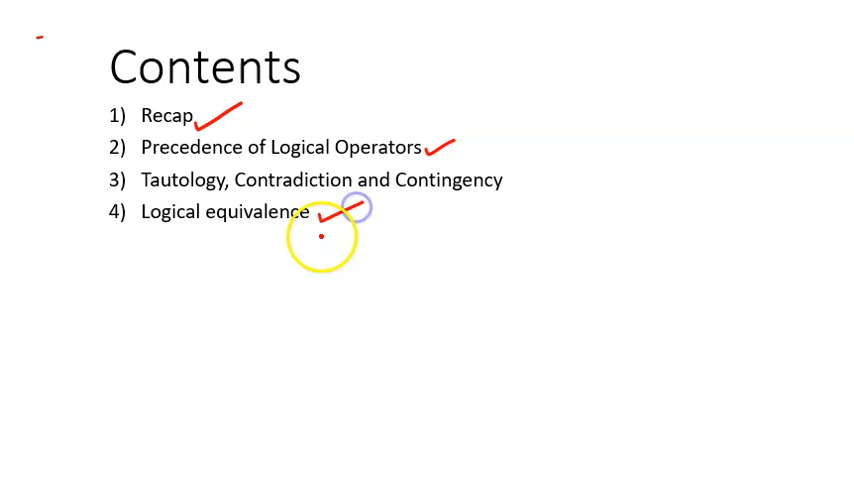 Contents
1) Recap
2) Precedence of Logical Operators
3) Tautology, Contradiction and Contingency
4) Logical equivalence